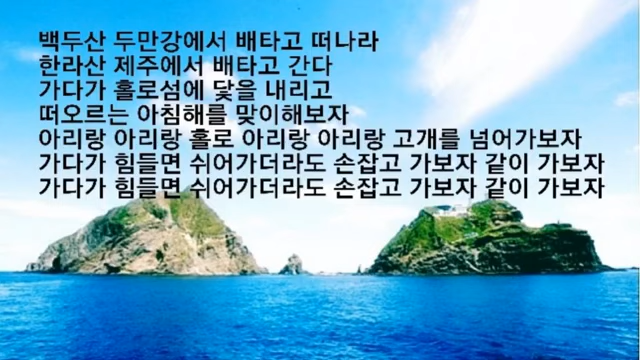 백두산 두만강에서 배타고 떠나라
한라산 제주에서 배타고 간다
가다가 홀로섬에 닻을 내리고
떠오르는 아침해를 맞이해보자
아리랑 아리랑 홀로 아리랑 아리랑 고개를 넘어가보자
가다가 힘들면 쉬어가더라도 손잡고 가보자 같이 가보자
가다가 힘들면 쉬어가더라도 손잡고 가보자 같이 가보자